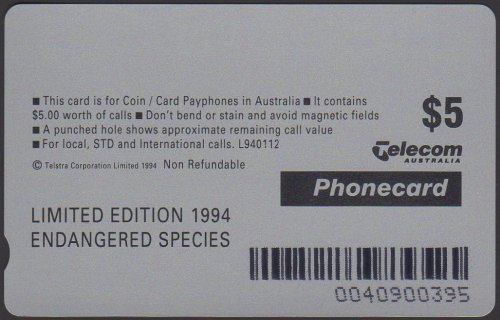 ■ This card is for Coin / Card Payphones in Australia ■ It contains
$5.00 worth of calls ■ Don't bend or stain and avoid magnetic fields
■ A punched hole shows approximate remaining call value
■ For local, STD and International calls. L940112
© Telstra Corporation Limited 1994 Non Refundable
$5
Telecom
AUSTRALIA
Phonecard
LIMITED EDITION 1994
ENDANGERED SPECIES
0040900395